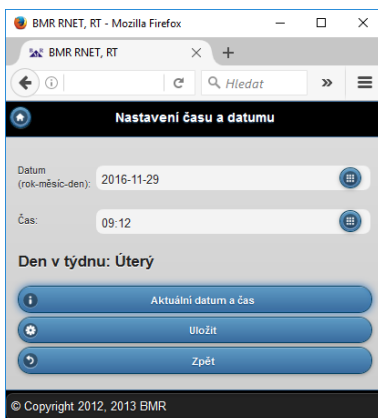 BMR RNET, RT - Mozilla Firefox
BMR RNET, RT
Hledat
Nastavení času a datumu
Datum
(rok-měsíc-den): 2016-11-29
Čas: 09:12
Den v týdnu: Úterý
Aktuální datum a čas
Uložit
Zpět
© Copyright 2012, 2013 BMR